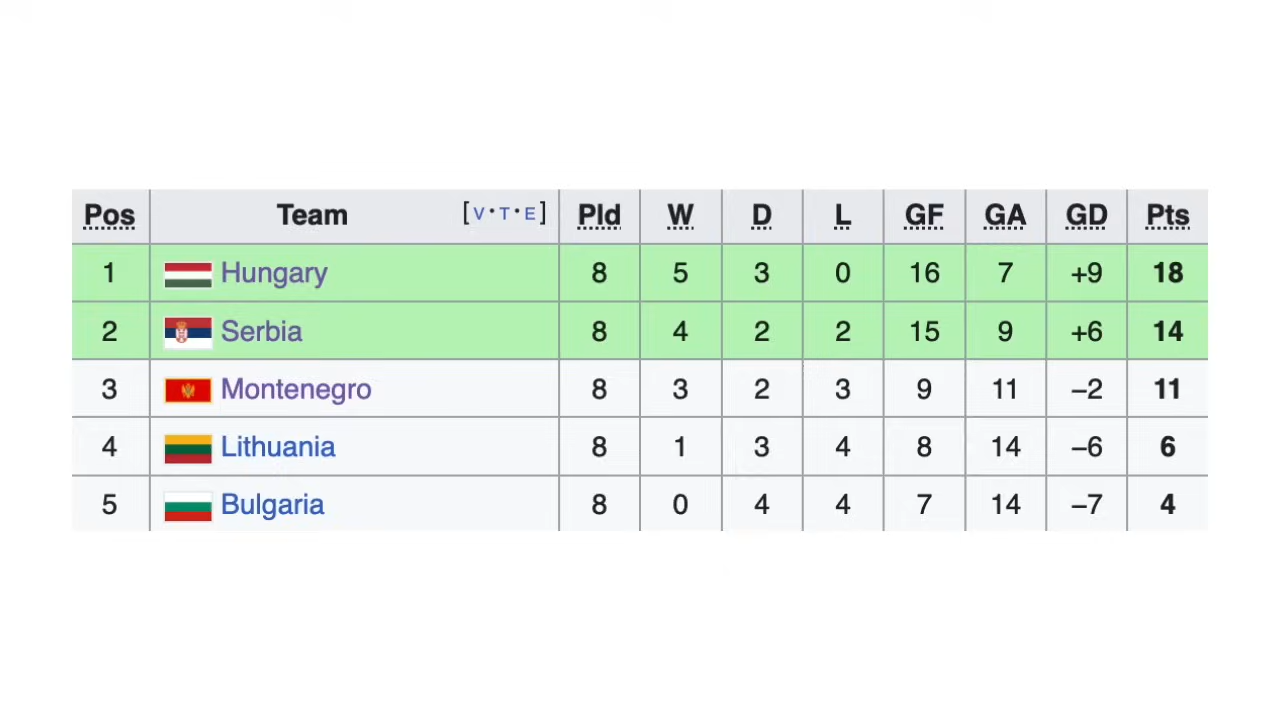 Pos Team [V·T·E] Pld W D L GF GA GD Pts
1 Hungary 8 5 3 0 16 7 +9 18
2 Serbia 8 4 2 2 15 9 +6 14
3 Montenegro 8 3 2 3 9 11 −2 11
4 Lithuania 8 1 3 4 8 14 −6 6
5 Bulgaria 8 0 4 4 7 14 −7 4